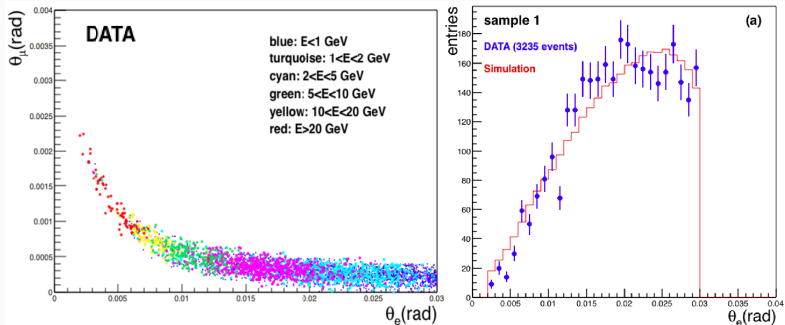 DATA
blue: E<1 GeV
turquoise: 1<E<2 GeV
cyan: 2<E<5 GeV
green: 5<E<10 GeV
yellow: 10<E<20 GeV
red: E>20 GeV
θμ(rad)
0.004
0.0035
0.003
0.0025
0.002
0.0015
0.001
0.0005
0
0 0.005 0.01 0.015 0.02 0.025 0.03
θe(rad)
entries
sample 1
(a)
DATA (3235 events)
Simulation
180
160
140
120
100
80
60
40
20
0
0 0.005 0.01 0.015 0.02 0.025 0.03 0.035 0.04
θe(rad)